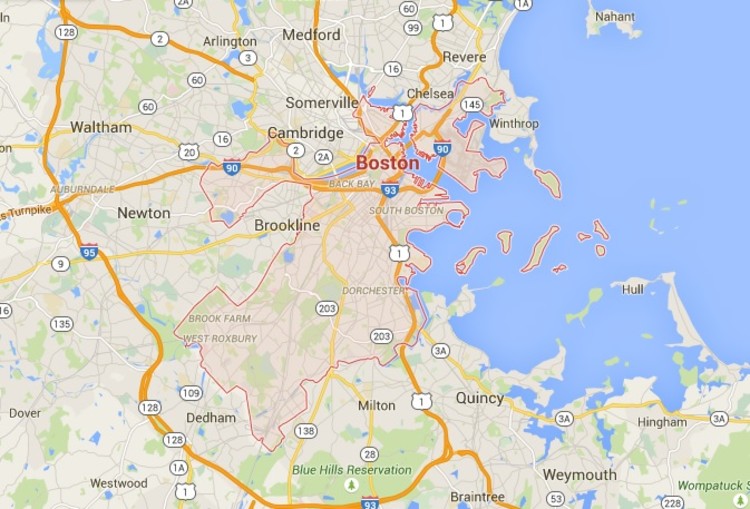 60
1A
Nahant
2A
128
Medford
99
1
2
Arlington
3
Revere
16
60
Chelsea
60
Somerville
1
145
Waltham
Cambridge
Winthrop
16
20
2
2A
90
90
Boston
AUBURNDALE
BACK BAY
93
s Turnpike
Newton
SOUTH BOSTON
Brookline
95
1
9
DORCHESTER
Hull
203
16
135
BROOK FARM
WEST ROXBURY
203
3A
109
128
1
Quincy
Milton
Dover
Dedham
3A
3A
Hingham
138
128
28
1A
Blue Hills Reservation
Weymouth
Westwood
1
Wompatuck S
93
Braintree
53
228